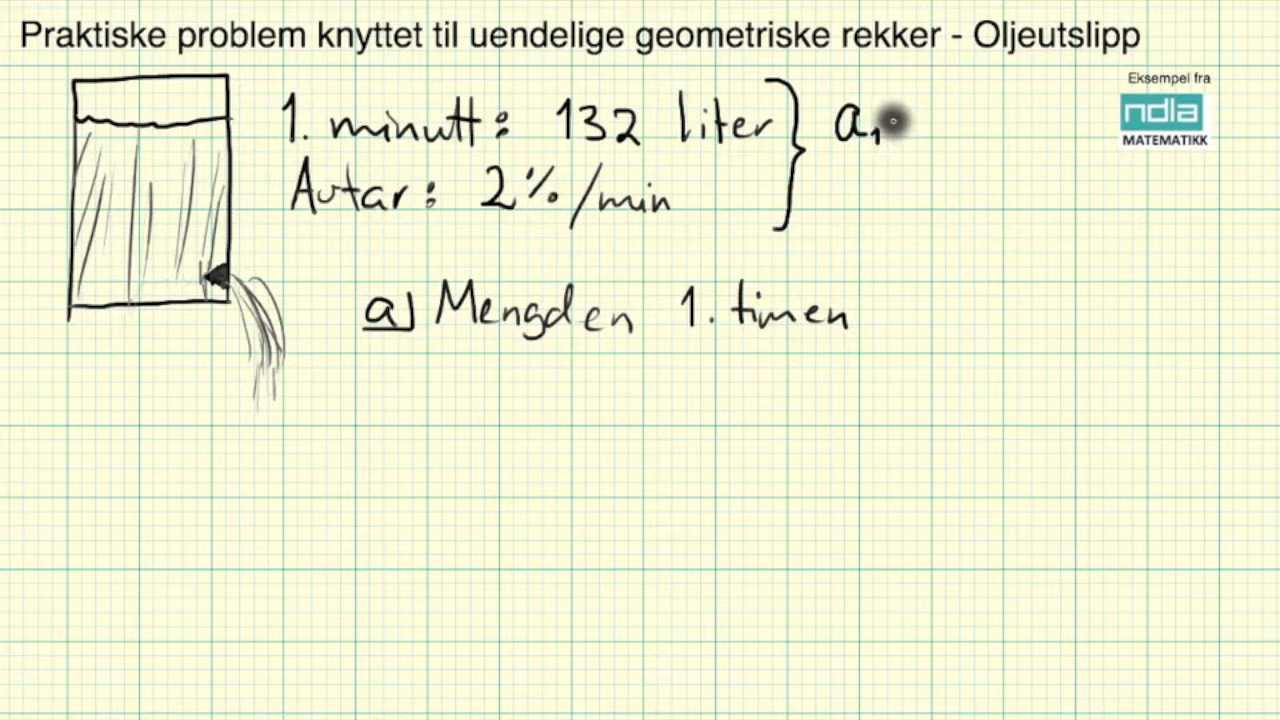 Praktiske problem knyttet til uendelige geometriske rekker - Oljeutslipp
Eksempel fra
ndla
MATEMATIKK
1. minutt: 132 liter } a₁
Avtar: 2%/min
a) Mengden 1. timen